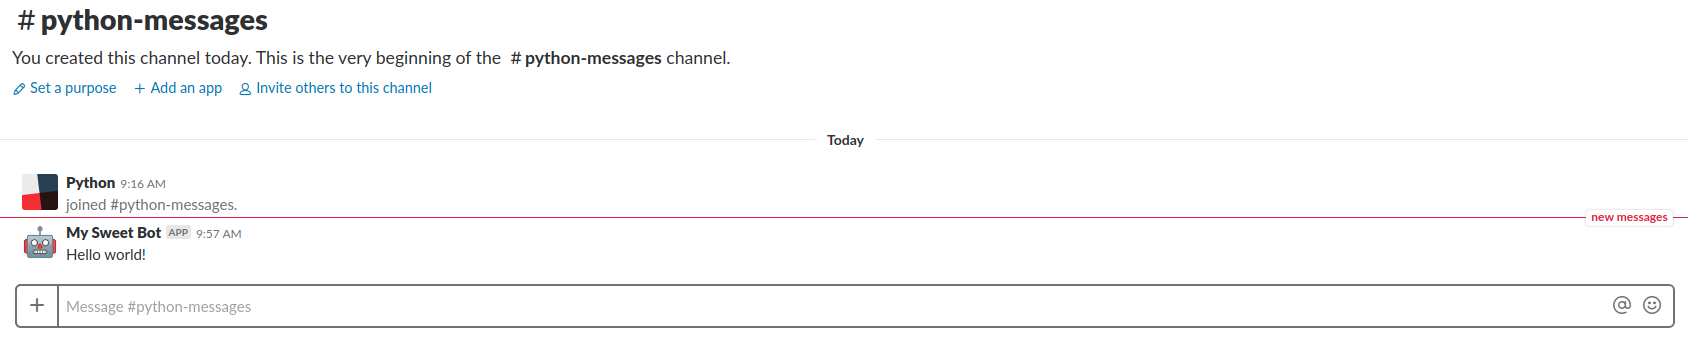 # python-messages
You created this channel today. This is the very beginning of the # python-messages channel.
Set a purpose + Add an app Invite others to this channel
Today
Python 9:16 AM
joined #python-messages.
new messages
My Sweet Bot APP 9:57 AM
Hello world!
+ Message #python-messages @